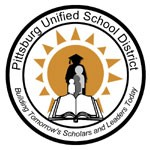 Pittsburg Unified School District
Building Tomorrow's Scholars and Leaders Today